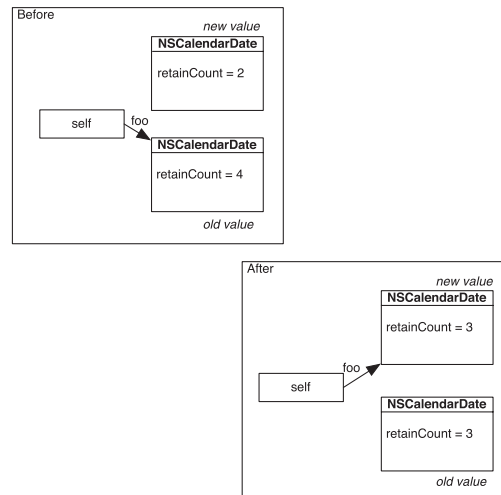 Before
new value
NSCalendarDate
retainCount = 2
self
foo
NSCalendarDate
retainCount = 4
old value
After
new value
NSCalendarDate
retainCount = 3
foo
self
NSCalendarDate
retainCount = 3
old value